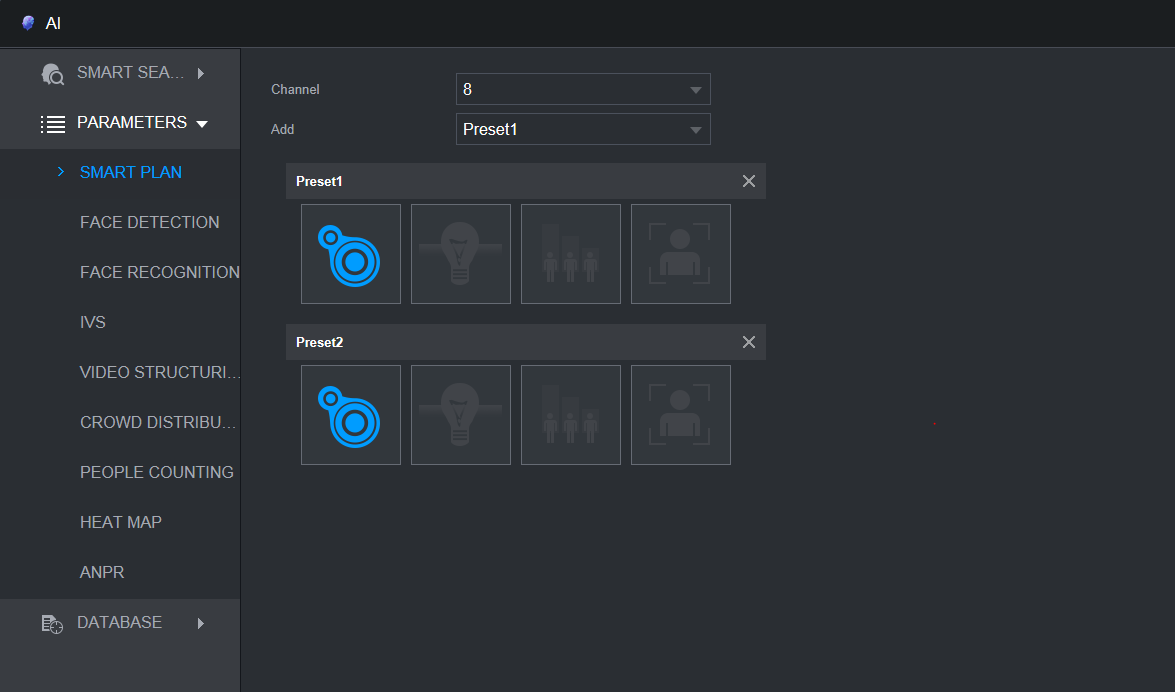 AI
SMART SEA...
PARAMETERS
SMART PLAN
FACE DETECTION
FACE RECOGNITION
IVS
VIDEO STRUCTURI...
CROWD DISTRIBU...
PEOPLE COUNTING
HEAT MAP
ANPR
DATABASE
Channel 8
Add Preset1
Preset1
Preset2